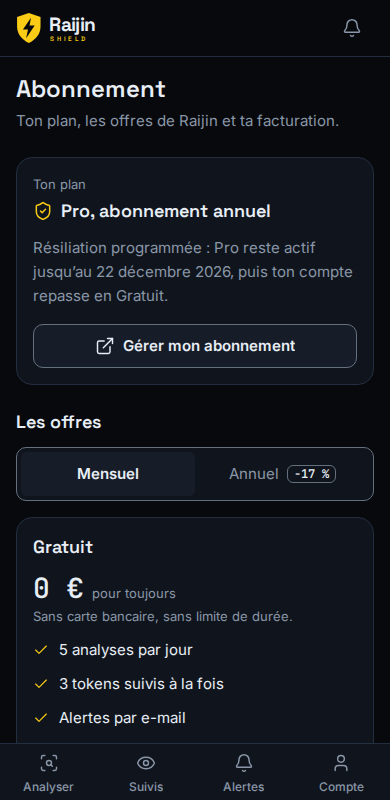 Raijin
SHIELD
Abonnement
Ton plan, les offres de Raijin et ta facturation.
Ton plan
Pro, abonnement annuel
Résiliation programmée : Pro reste actif
jusqu’au 22 décembre 2026, puis ton compte
repasse en Gratuit.
Gérer mon abonnement
Les offres
Mensuel
Annuel -17 %
Gratuit
0 € pour toujours
Sans carte bancaire, sans limite de durée.
5 analyses par jour
3 tokens suivis à la fois
Alertes par e-mail
Analyser Suivis Alertes Compte